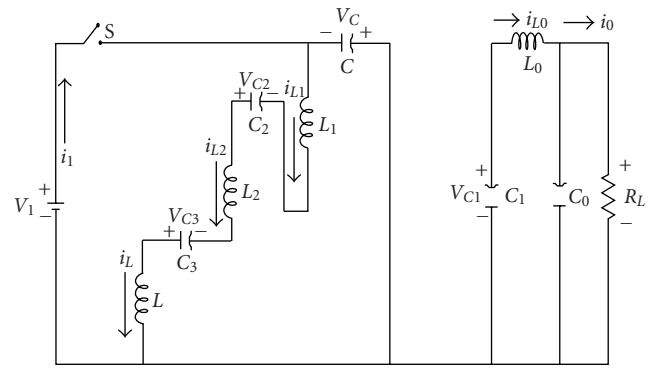 S
− V_C +
C
i_L0
i_0
L_0
V_C2
+ −
C_2
i_L1
L_1
i_1
i_L2
L_2
V_1
+
−
V_C3
+ −
C_3
i_L
L
+
V_C1
−
C_1
C_0
+
R_L
−